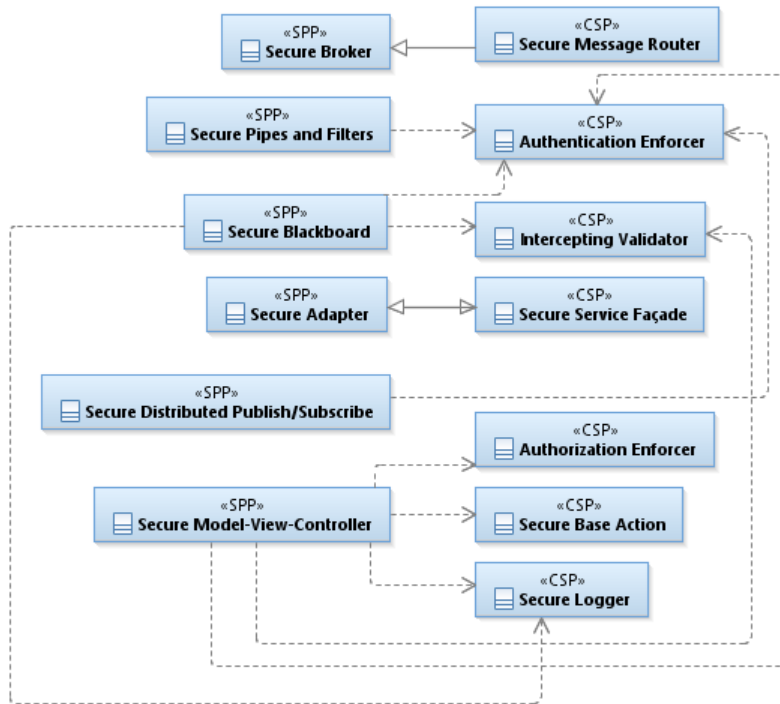 «SPP»
Secure Broker
«CSP»
Secure Message Router
«SPP»
Secure Pipes and Filters
«CSP»
Authentication Enforcer
«SPP»
Secure Blackboard
«CSP»
Intercepting Validator
«SPP»
Secure Adapter
«CSP»
Secure Service Façade
«SPP»
Secure Distributed Publish/Subscribe
«CSP»
Authorization Enforcer
«SPP»
Secure Model-View-Controller
«CSP»
Secure Base Action
«CSP»
Secure Logger